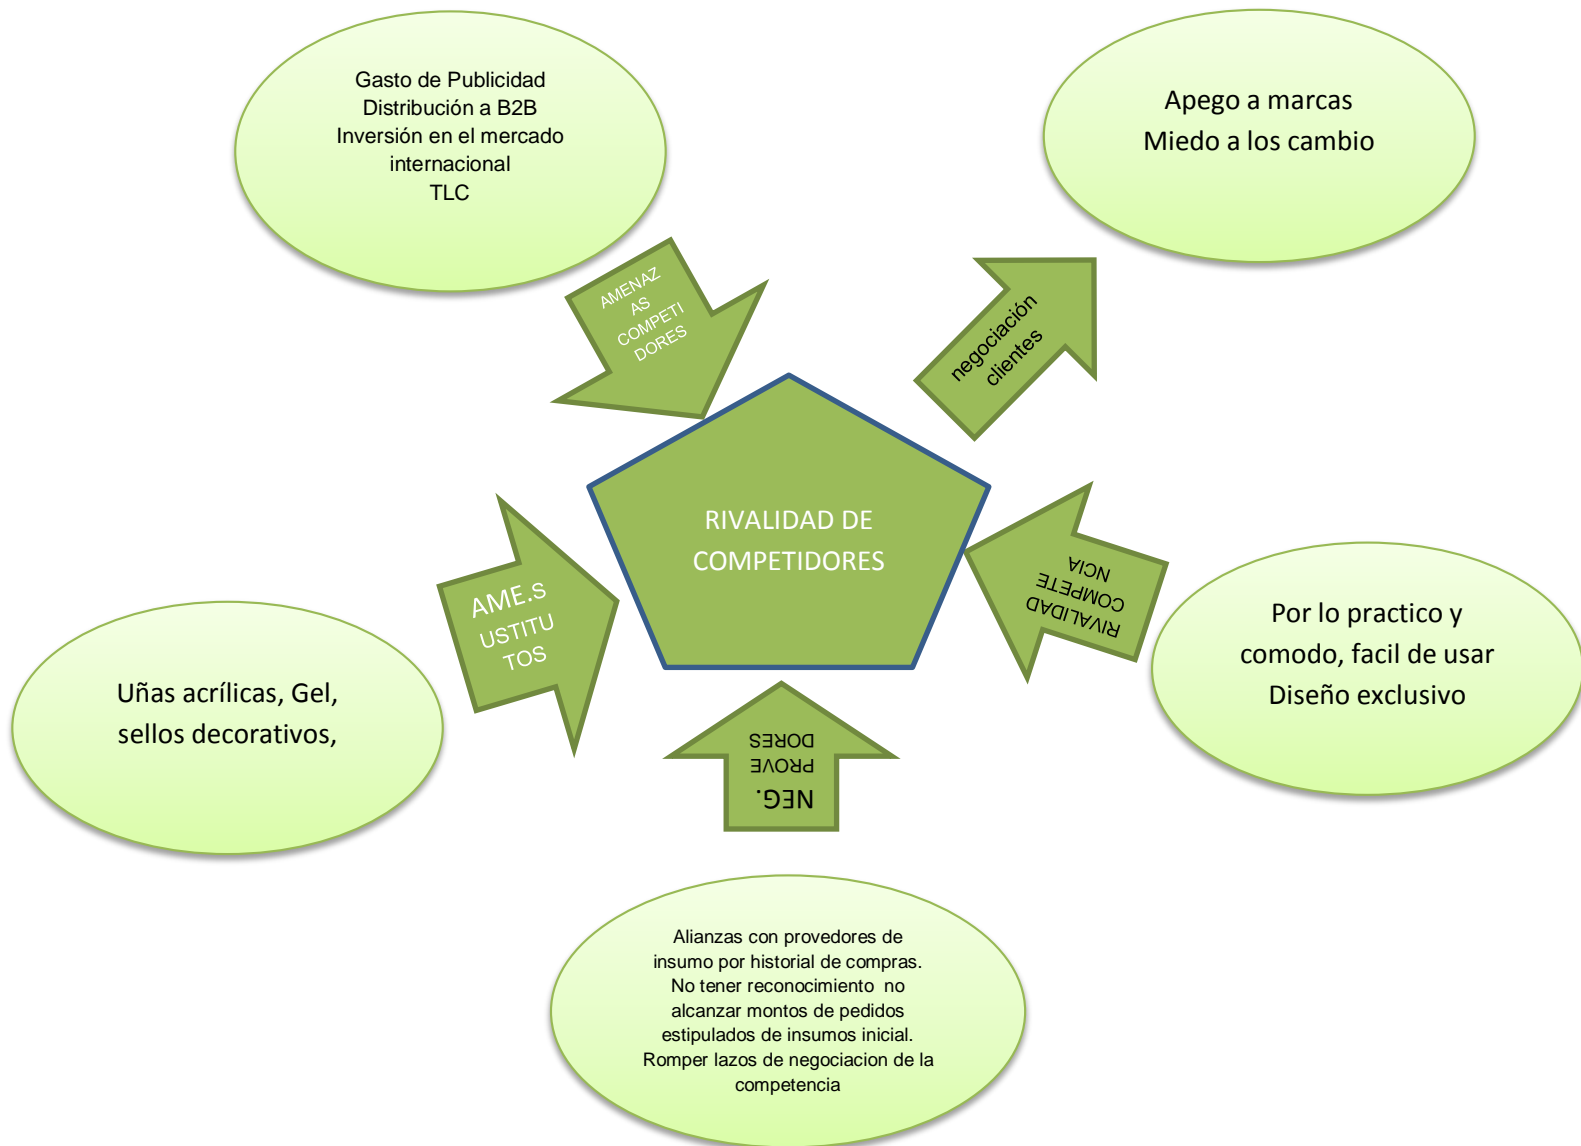 Gasto de Publicidad
Distribución a B2B
Inversión en el mercado
internacional
TLC
Apego a marcas
Miedo a los cambio
AMENAZ
AS
COMPETI
DORES
negociación
clientes
RIVALIDAD DE
COMPETIDORES
RIVALIDAD
COMPETE
NCIA
AME.s
USTITU
TOS
Por lo practico y
comodo, facil de usar
Diseño exclusivo
Uñas acrílicas, Gel,
sellos decorativos,
NEG.
PROVE
DORES
Alianzas con provedores de
insumo por historial de compras.
No tener reconocimiento  no
alcanzar montos de pedidos
estipulados de insumos inicial.
Romper lazos de negociacion de la
competencia